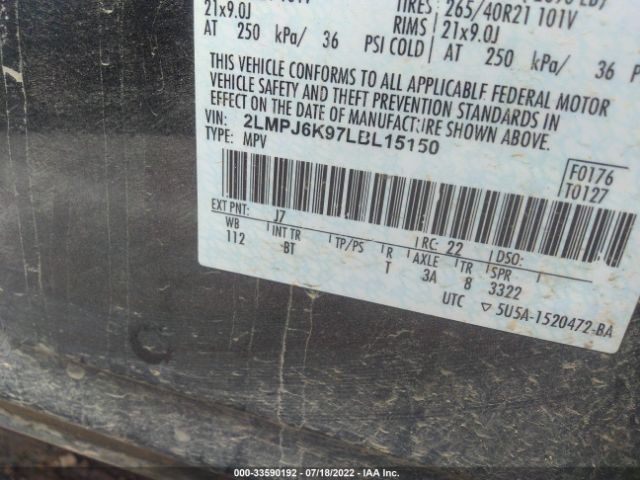 TIRES: 265/40R21 101V
21x9.0J RIMS 21x9.0J
AT 250 kPa/ 36 PSI COLD AT 250 kPa/ 36 PS
THIS VEHICLE CONFORMS TO ALL APPLICABLE FEDERAL MOTOR
VEHICLE SAFETY AND THEFT PREVENTION STANDARDS IN
EFFECT ON THE DATE OF MANUFACTURE SHOWN ABOVE.
VIN: 2LMPJ6K97LBL15150
TYPE: MPV
F0176
T0127
EXT PNT: J7 RC: 22 DSO:
WB INT TR TP/PS R AXLE TR SPR
112 BT T 3A 8 3322
UTC ▽ 5U5A-1520472-BA
000-33590192 - 07/18/2022 - IAA Inc.